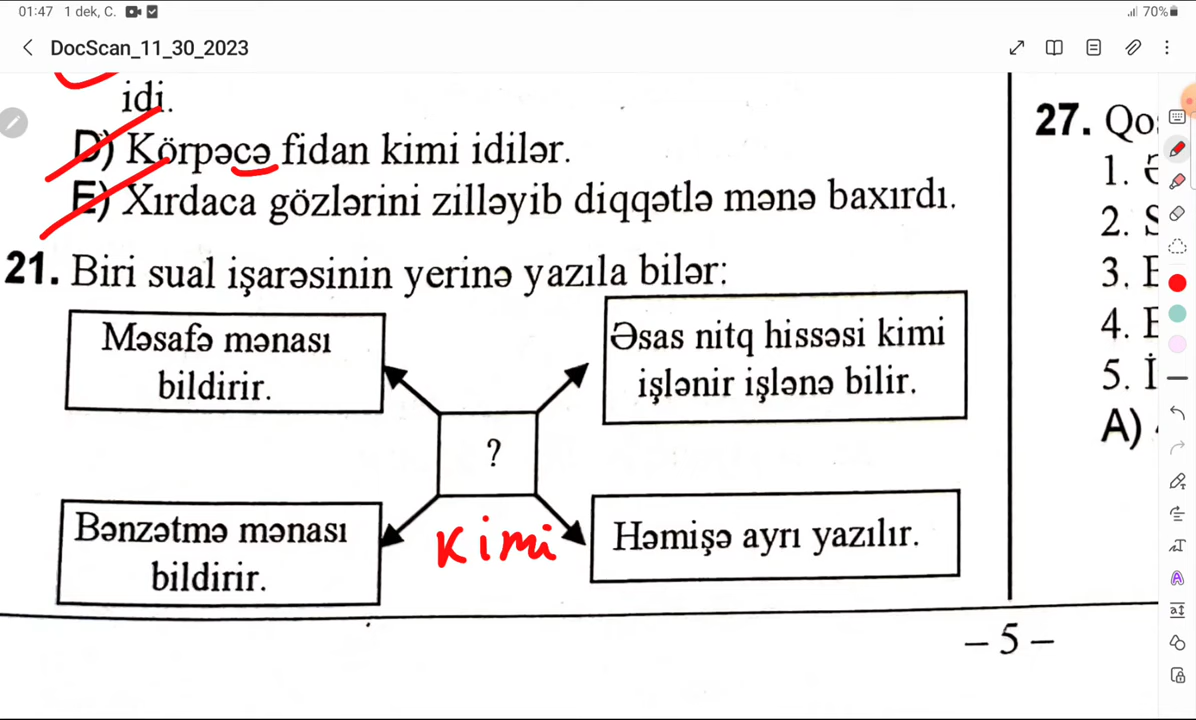 01:47 1 dek, C. 70%
DocScan_11_30_2023
idi.
D) Körpəcə fidan kimi idilər.
E) Xırdaca gözlərini zilləyib diqqətlə mənə baxırdı.
21. Biri sual işarəsinin yerinə yazıla bilər:
Məsafə mənası
bildirir.
Əsas nitq hissəsi kimi
işlənir işlənə bilir.
?
Bənzətmə mənası
bildirir.
Kimi
Həmişə ayrı yazılır.
– 5 –
27. Qo
1. Ə
2. S
3.
4.
5. İ
A)